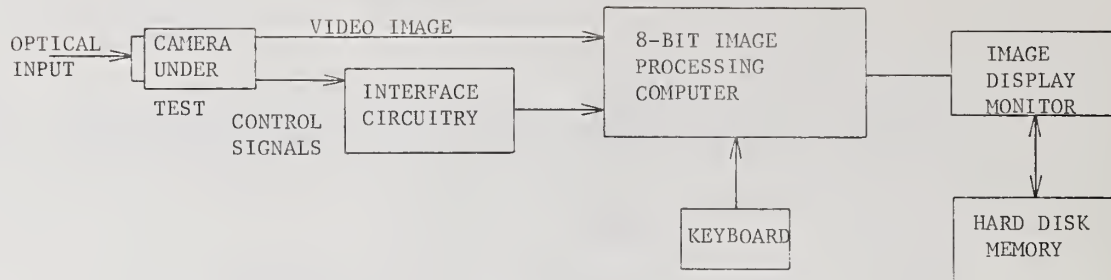 OPTICAL
INPUT
CAMERA
UNDER
TEST
VIDEO IMAGE
CONTROL
SIGNALS
INTERFACE
CIRCUITRY
8-BIT IMAGE
PROCESSING
COMPUTER
KEYBOARD
IMAGE
DISPLAY
MONITOR
HARD DISK
MEMORY